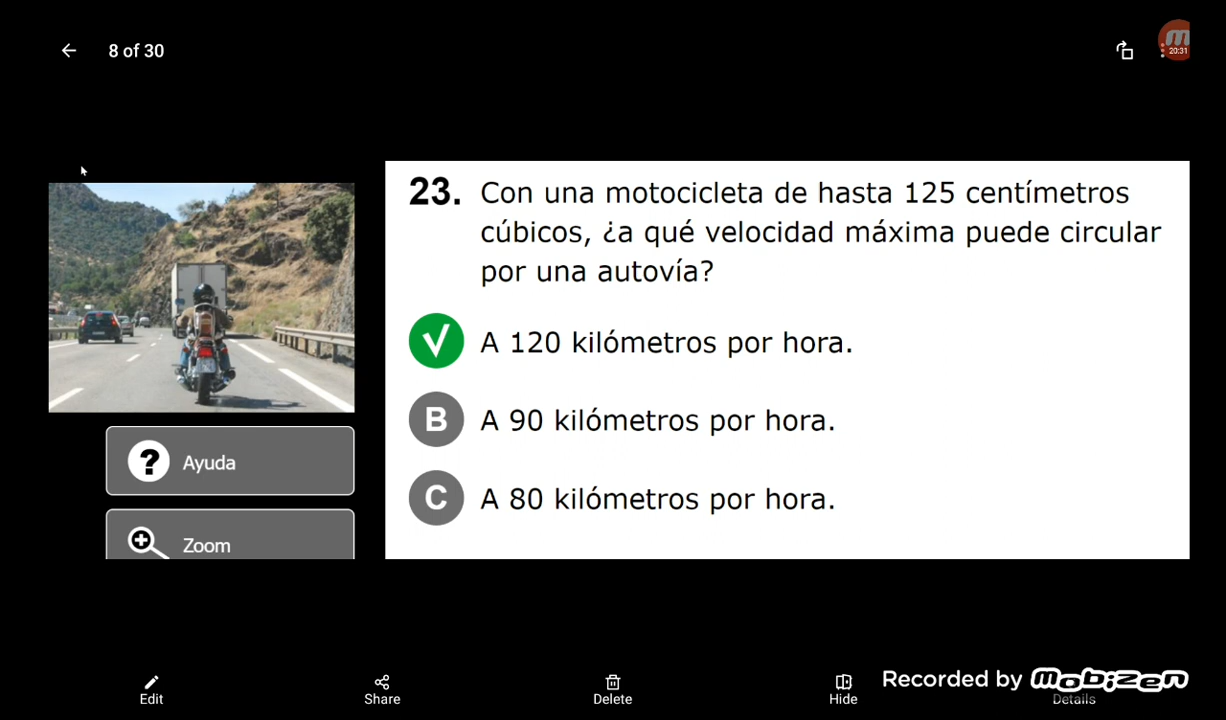 8 of 30
20:31
23. Con una motocicleta de hasta 125 centímetros
cúbicos, ¿a qué velocidad máxima puede circular
por una autovía?
A 120 kilómetros por hora.
B A 90 kilómetros por hora.
C A 80 kilómetros por hora.
? Ayuda
Zoom
Edit
Share
Delete
Hide
Details
Recorded by mobizen